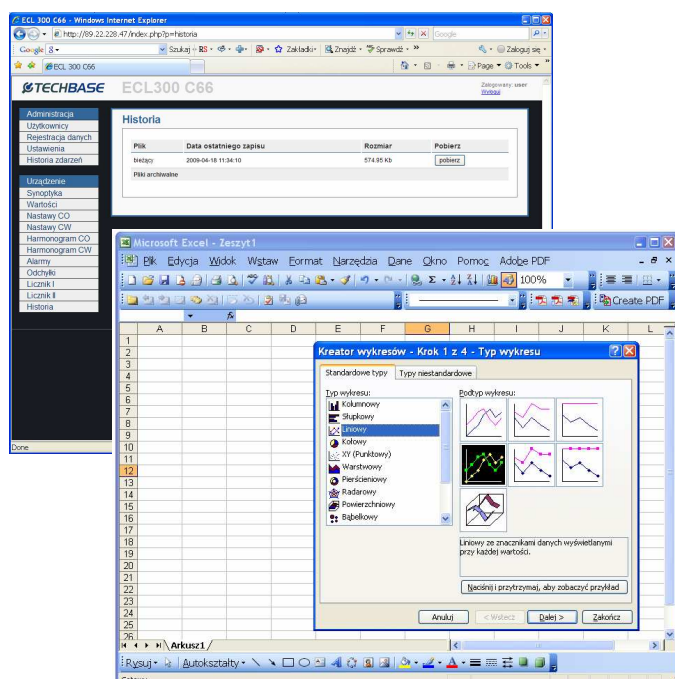 ECL 300 C66 - Windows Internet Explorer
http://89.22.228.47/index.php?p=historia
Google
Google
Szukaj
RS
Zakładki
Znajdź
Sprawdź
Zaloguj się
ECL 300 C66
Page
Tools
TECHBASE
ECL300 C66
Zalogowany: user
Wyloguj
Administracja
Użytkownicy
Rejestracja danych
Ustawienia
Historia zdarzeń
Urządzenie
Synoptyka
Wartości
Nastawy CO
Nastawy CW
Harmonogram CO
Harmonogram CW
Alarmy
Odchyłki
Licznik I
Licznik II
Historia
Historia
Plik Data ostatniego zapisu Rozmiar Pobierz
bieżący 2009-04-18 11:34:10 574.95 Kb pobierz
Pliki archiwalne
Done
Microsoft Excel - Zeszyt1
Plik Edycja Widok Wstaw Format Narzędzia Dane Okno Pomoc Adobe PDF
100%
Create PDF
A B C D E F G H I J K L
1
2
3
4
5
6
7
8
9
10
11
12
13
14
15
16
17
18
19
20
21
22
23
24
25
26
Kreator wykresów - Krok 1 z 4 - Typ wykresu
Standardowe typy Typy niestandardowe
Typ wykresu:
Kolumnowy
Słupkowy
Liniowy
Kołowy
XY (Punktowy)
Warstwowy
Pierścieniowy
Radarowy
Powierzchniowy
Bąbelkowy
Podtyp wykresu:
Liniowy ze znacznikami danych wyświetlanymi
przy każdej wartości.
Naciśnij i przytrzymaj, aby zobaczyć przykład
Anuluj < Wstecz Dalej > Zakończ
Arkusz1
Rysuj Autokształty